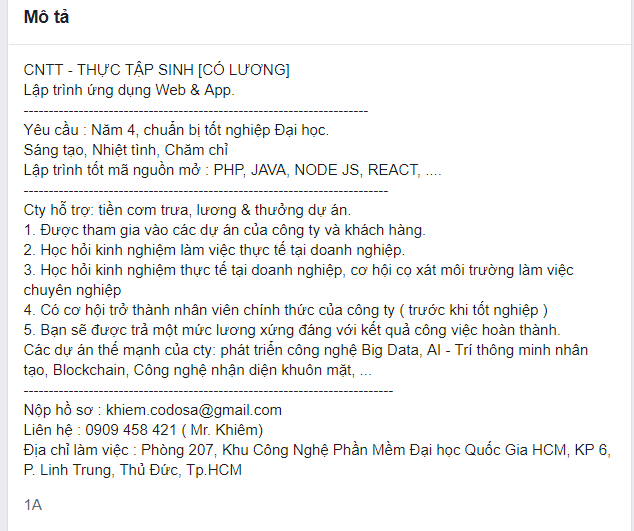 Mô tả
CNTT - THỰC TẬP SINH [CÓ LƯƠNG]
Lập trình ứng dụng Web & App.
---------------------------------------------------------------------
Yêu cầu : Năm 4, chuẩn bị tốt nghiệp Đại học.
Sáng tạo, Nhiệt tình, Chăm chỉ
Lập trình tốt mã nguồn mở : PHP, JAVA, NODE JS, REACT, ....
-------------------------------------------------------------------------
Cty hỗ trợ: tiền cơm trưa, lương & thưởng dự án.
1. Được tham gia vào các dự án của công ty và khách hàng.
2. Học hỏi kinh nghiệm làm việc thực tế tại doanh nghiệp.
3. Học hỏi kinh nghiệm thực tế tại doanh nghiệp, cơ hội cọ xát môi trường làm việc
chuyên nghiệp
4. Có cơ hội trở thành nhân viên chính thức của công ty ( trước khi tốt nghiệp )
5. Bạn sẽ được trả một mức lương xứng đáng với kết quả công việc hoàn thành.
Các dự án thế mạnh của cty: phát triển công nghệ Big Data, AI - Trí thông minh nhân
tạo, Blockchain, Công nghệ nhận diện khuôn mặt, ...
--------------------------------------------------------------------------
Nộp hồ sơ : khiem.codosa@gmail.com
Liên hệ : 0909 458 421 ( Mr. Khiêm)
Địa chỉ làm việc : Phòng 207, Khu Công Nghệ Phần Mềm Đại học Quốc Gia HCM, KP 6,
P. Linh Trung, Thủ Đức, Tp.HCM
1A